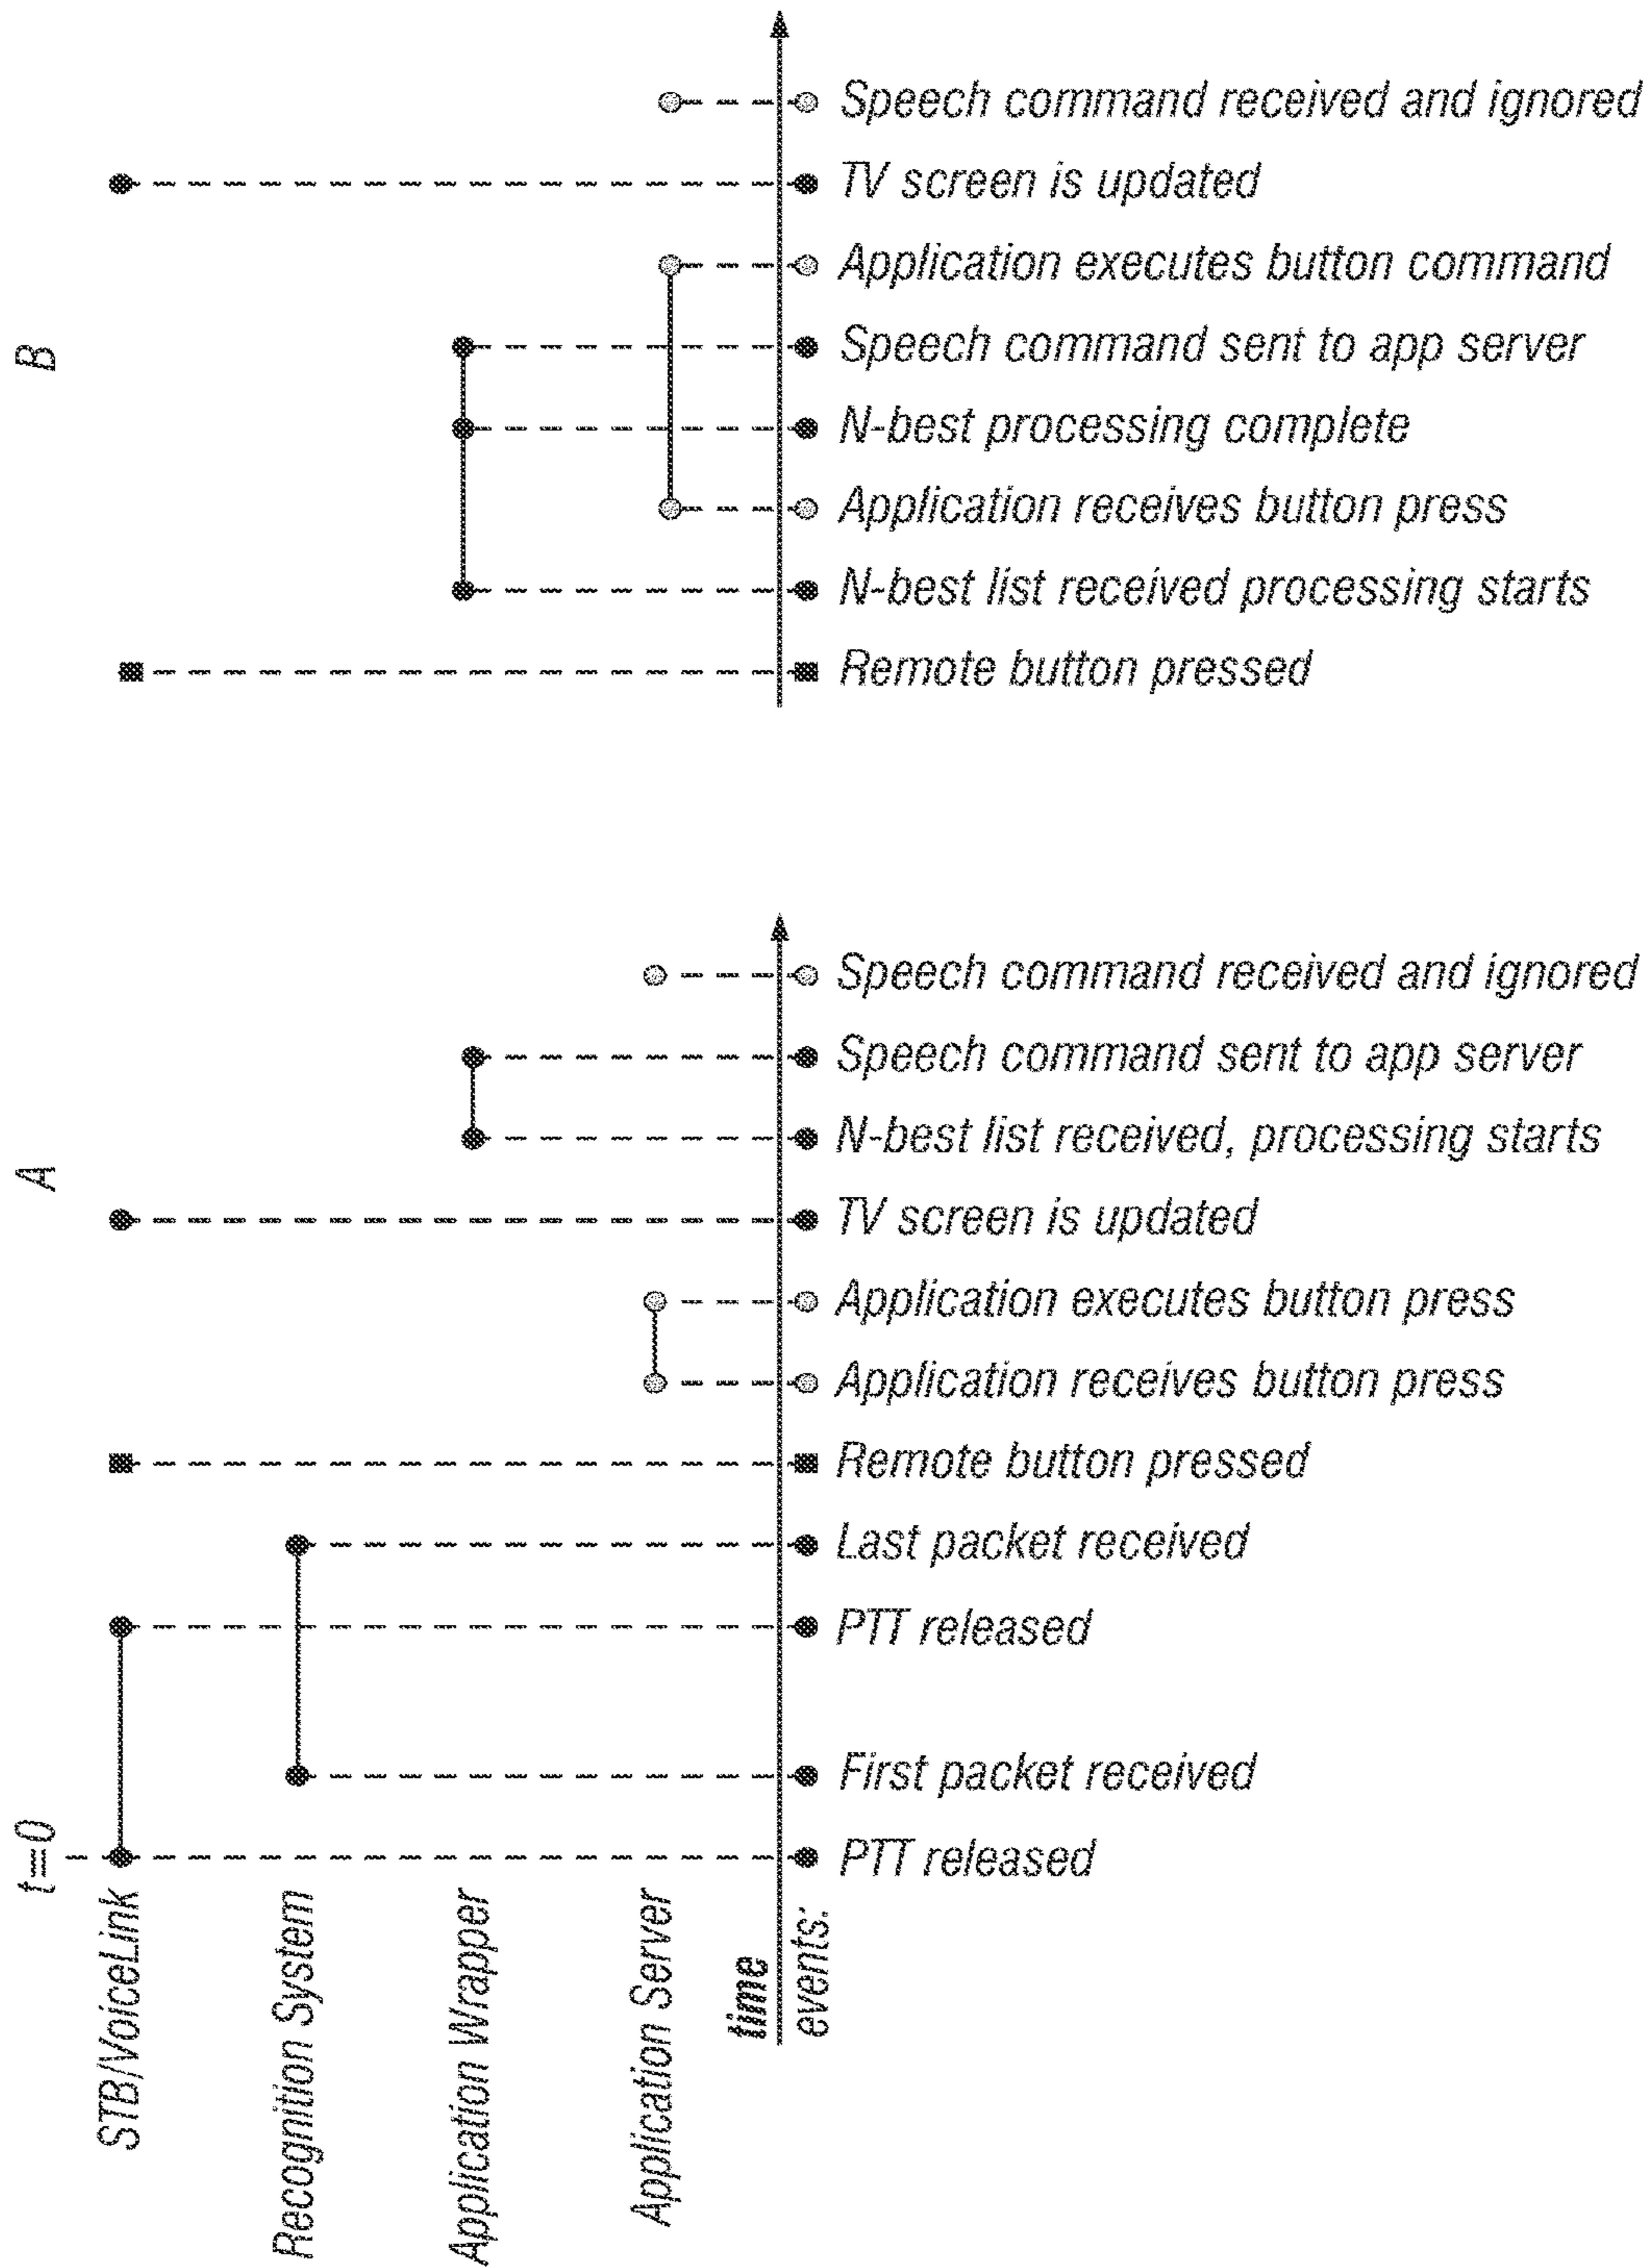 B
Speech command received and ignored
TV screen is updated
Application executes button command
Speech command sent to app server
N-best processing complete
Application receives button press
N-best list received processing starts
Remote button pressed
A
Speech command received and ignored
Speech command sent to app server
N-best list received, processing starts
TV screen is updated
Application executes button press
Application receives button press
Remote button pressed
Last packet received
PTT released
First packet received
t=0
PTT released
STB/VoiceLink
Recognition System
Application Wrapper
Application Server
time
events: